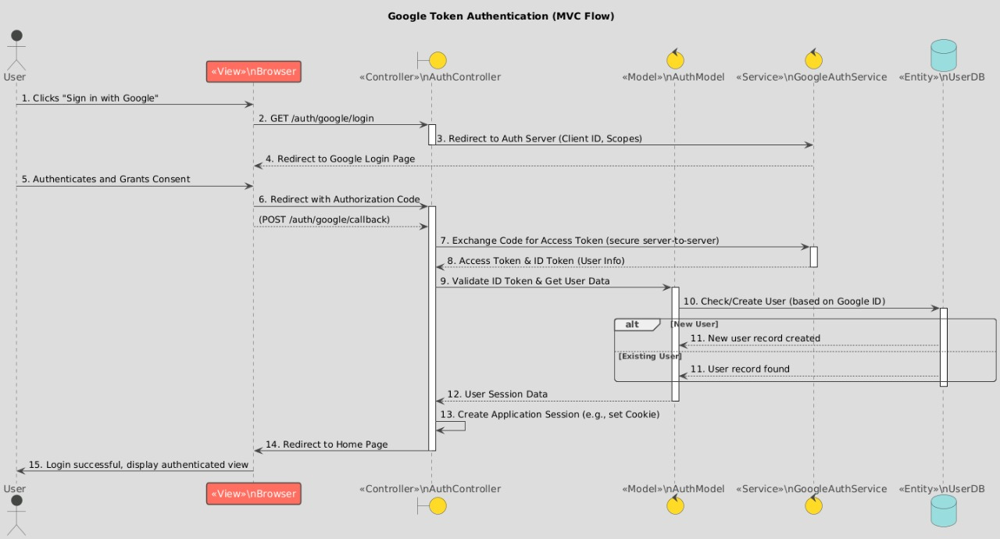 Google Token Authentication (MVC Flow)
User
«View»\nBrowser
«Controller»\nAuthController
«Model»\nAuthModel
«Service»\nGoogleAuthService
«Entity»\nUserDB
1. Clicks "Sign in with Google"
2. GET /auth/google/login
3. Redirect to Auth Server (Client ID, Scopes)
4. Redirect to Google Login Page
5. Authenticates and Grants Consent
6. Redirect with Authorization Code
(POST /auth/google/callback)
7. Exchange Code for Access Token (secure server-to-server)
8. Access Token & ID Token (User Info)
9. Validate ID Token & Get User Data
10. Check/Create User (based on Google ID)
alt
[New User]
11. New user record created
[Existing User]
11. User record found
12. User Session Data
13. Create Application Session (e.g., set Cookie)
14. Redirect to Home Page
15. Login successful, display authenticated view
User
«View»\nBrowser
«Controller»\nAuthController
«Model»\nAuthModel
«Service»\nGoogleAuthService
«Entity»\nUserDB